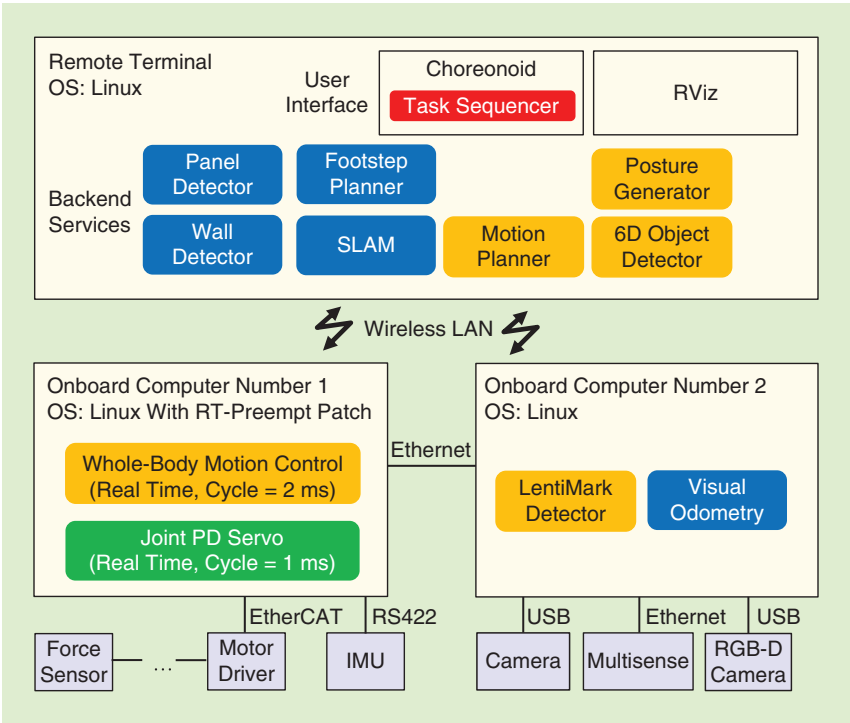 Remote Terminal
OS: Linux
User
Interface
Choreonoid
Task Sequencer
RViz
Backend
Services
Panel
Detector
Footstep
Planner
Posture
Generator
Wall
Detector
SLAM
Motion
Planner
6D Object
Detector
Wireless LAN
Onboard Computer Number 1
OS: Linux With RT-Preempt Patch
Whole-Body Motion Control
(Real Time, Cycle = 2 ms)
Joint PD Servo
(Real Time, Cycle = 1 ms)
Ethernet
Onboard Computer Number 2
OS: Linux
LentiMark
Detector
Visual
Odometry
EtherCAT
RS422
USB
Ethernet
USB
Force
Sensor
...
Motor
Driver
IMU
Camera
Multisense
RGB-D
Camera